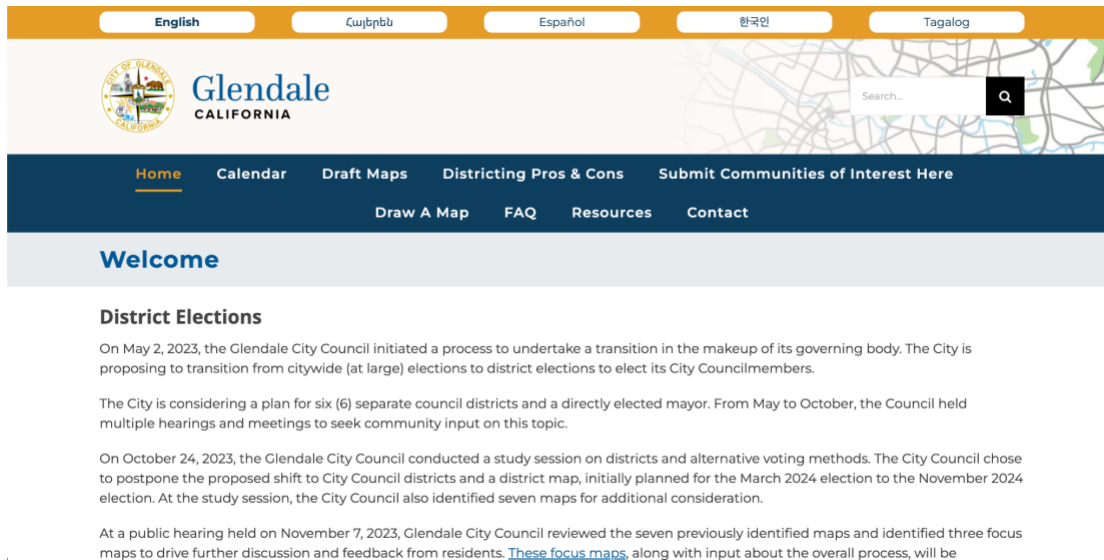 English
Հայերեն
Español
한국인
Tagalog
CITY OF GLENDALE
CALIFORNIA
Glendale
CALIFORNIA
Search...
Home Calendar Draft Maps Districting Pros & Cons Submit Communities of Interest Here
Draw A Map FAQ Resources Contact
Welcome
District Elections
On May 2, 2023, the Glendale City Council initiated a process to undertake a transition in the makeup of its governing body. The City is
proposing to transition from citywide (at large) elections to district elections to elect its City Councilmembers.
The City is considering a plan for six (6) separate council districts and a directly elected mayor. From May to October, the Council held
multiple hearings and meetings to seek community input on this topic.
On October 24, 2023, the Glendale City Council conducted a study session on districts and alternative voting methods. The City Council chose
to postpone the proposed shift to City Council districts and a district map, initially planned for the March 2024 election to the November 2024
election. At the study session, the City Council also identified seven maps for additional consideration.
At a public hearing held on November 7, 2023, Glendale City Council reviewed the seven previously identified maps and identified three focus
maps to drive further discussion and feedback from residents. These focus maps, along with input about the overall process, will be